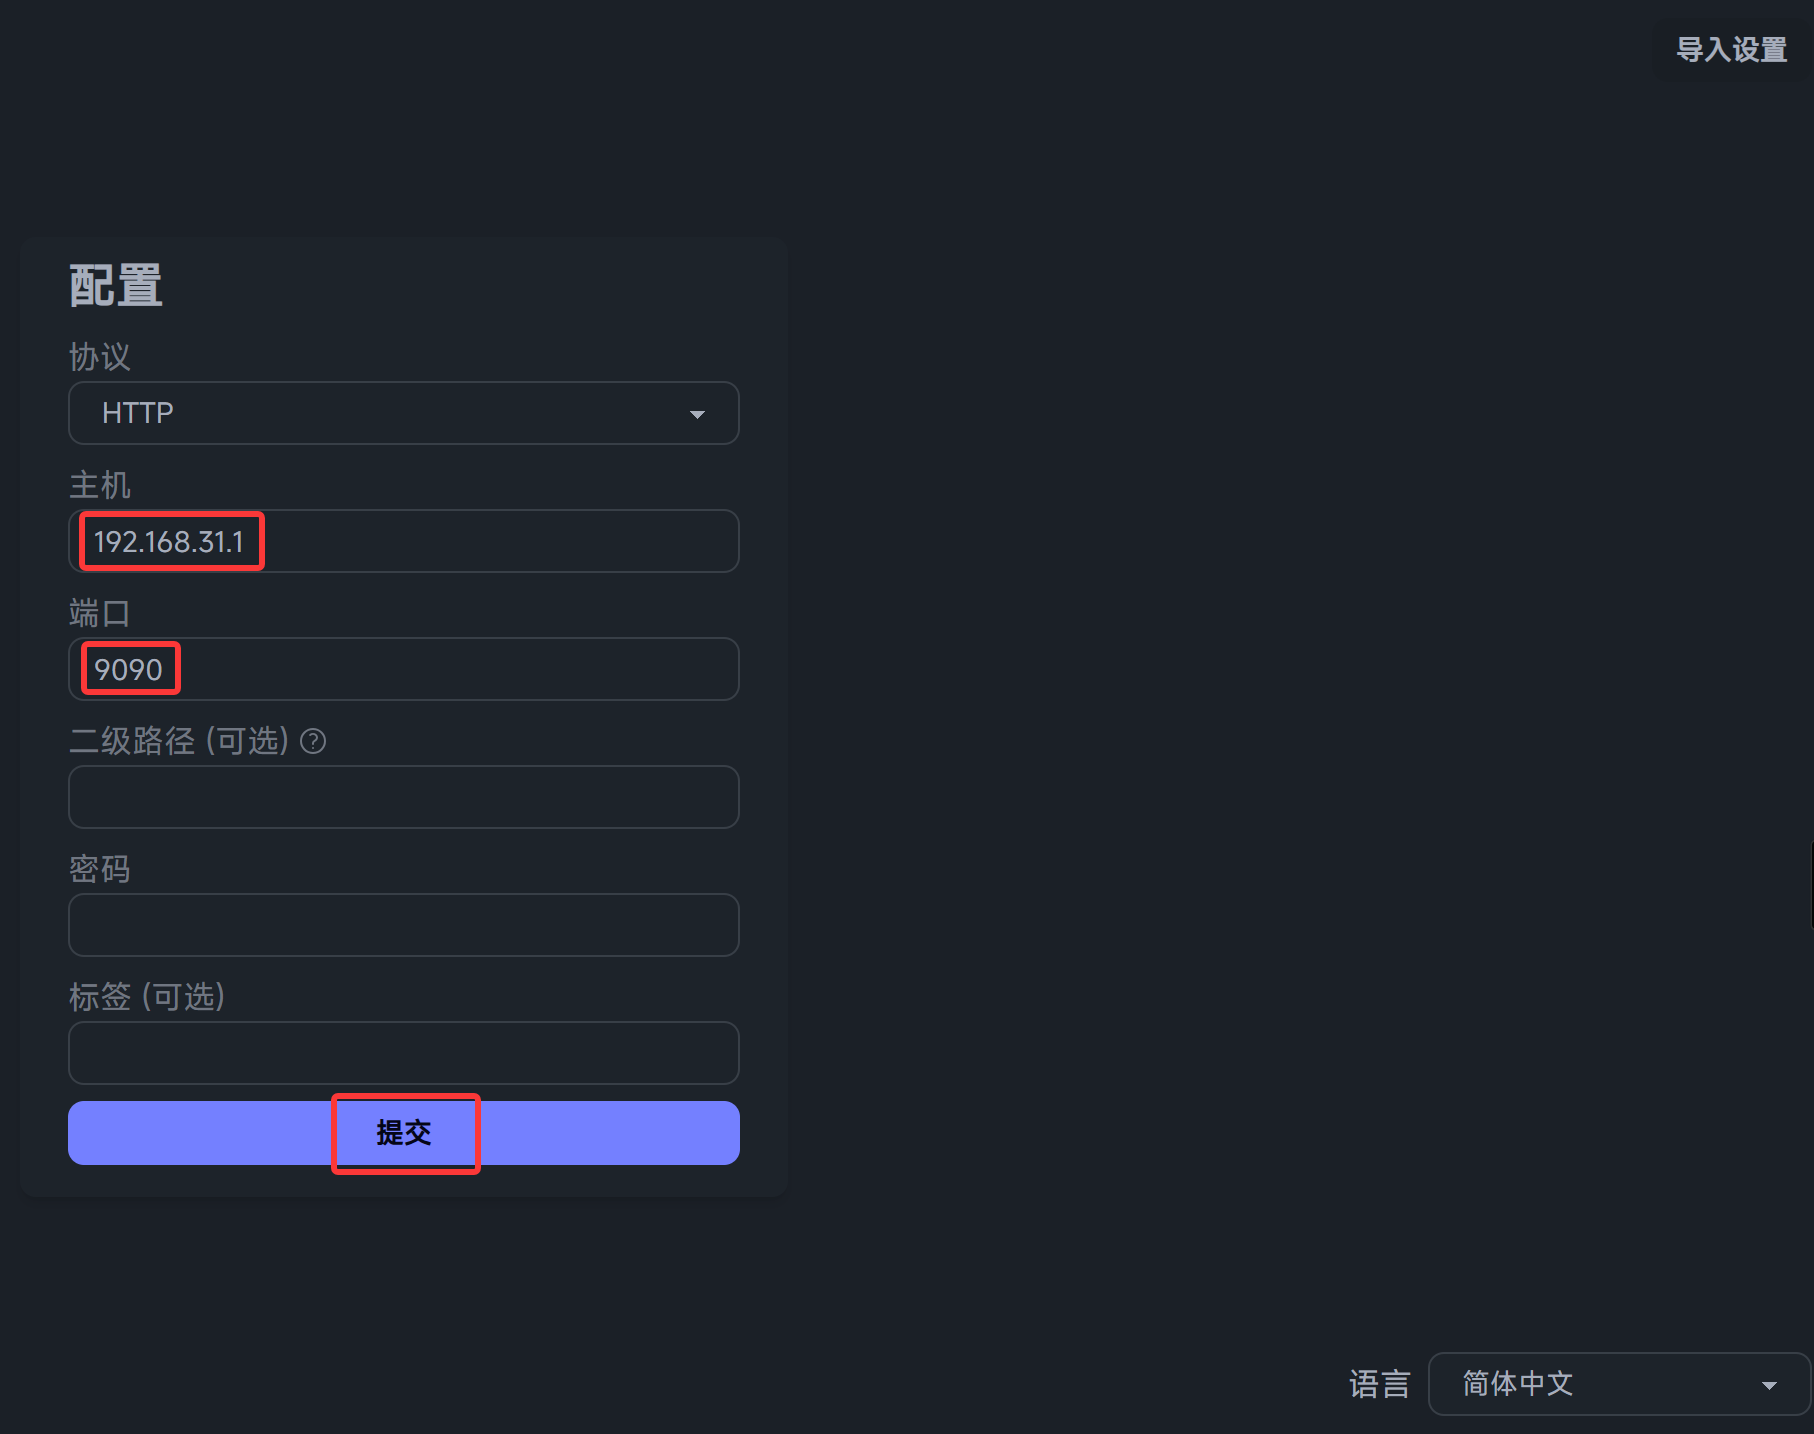 导入设置
配置
协议
HTTP
主机
192.168.31.1
端口
9090
二级路径 (可选) ?
密码
标签 (可选)
提交
语言 简体中文